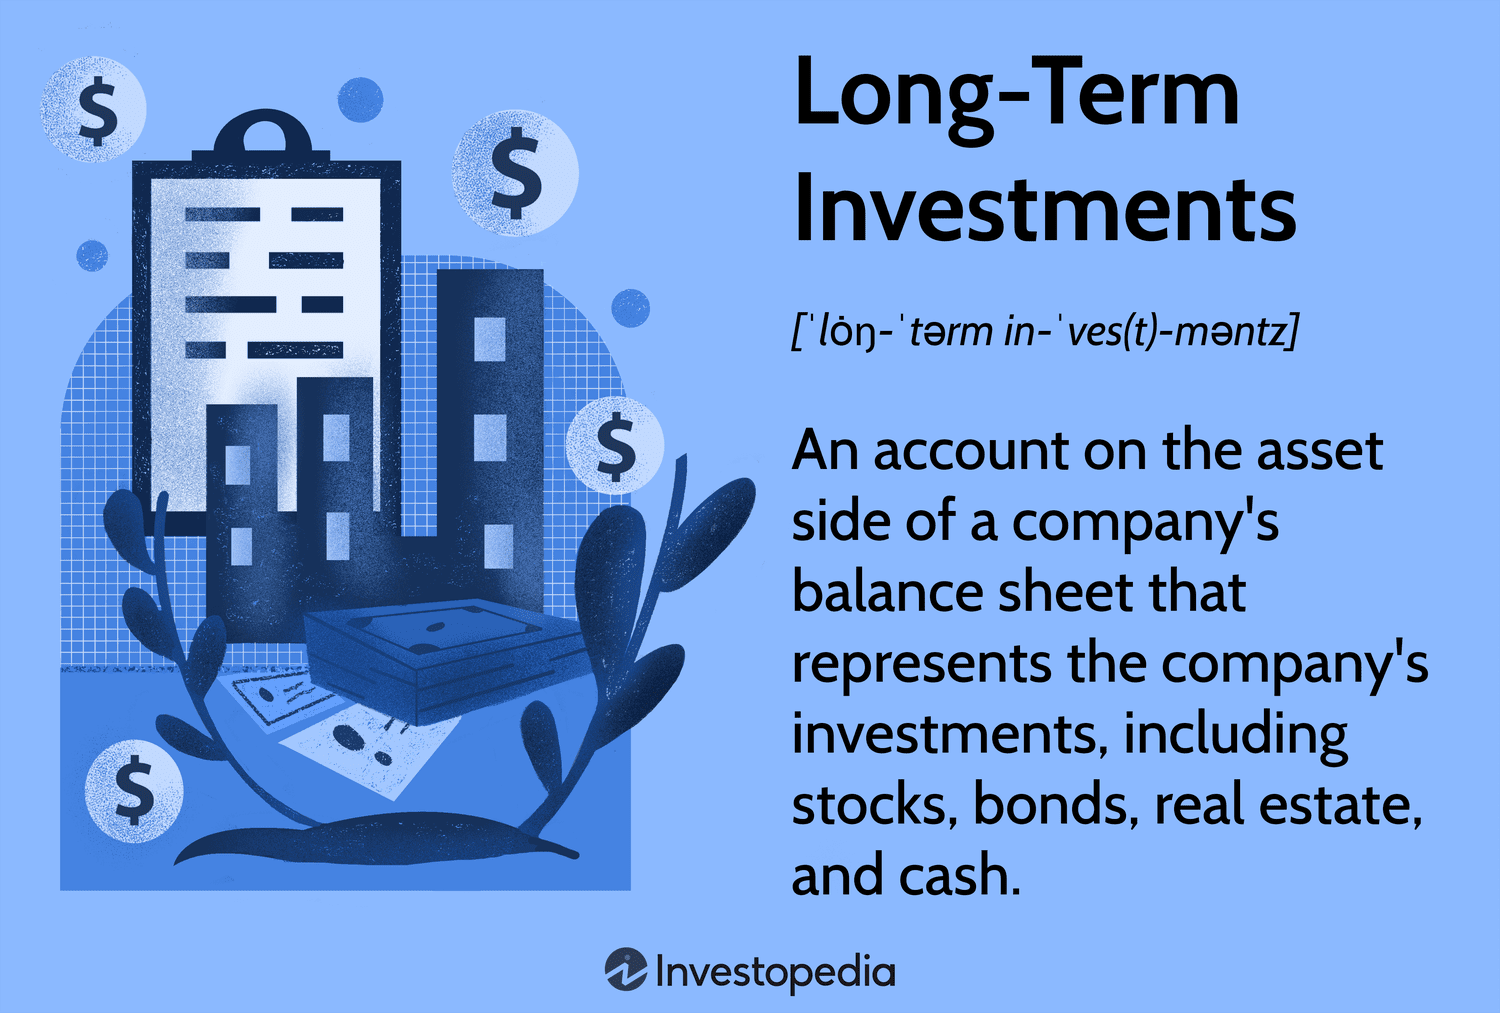 $
$
$
$
Long-Term
Investments
[ˈlȯŋ-ˈtərm in-ˈves(t)-məntz]
An account on the asset
side of a company's
balance sheet that
represents the company's
investments, including
stocks, bonds, real estate,
and cash.
Investopedia